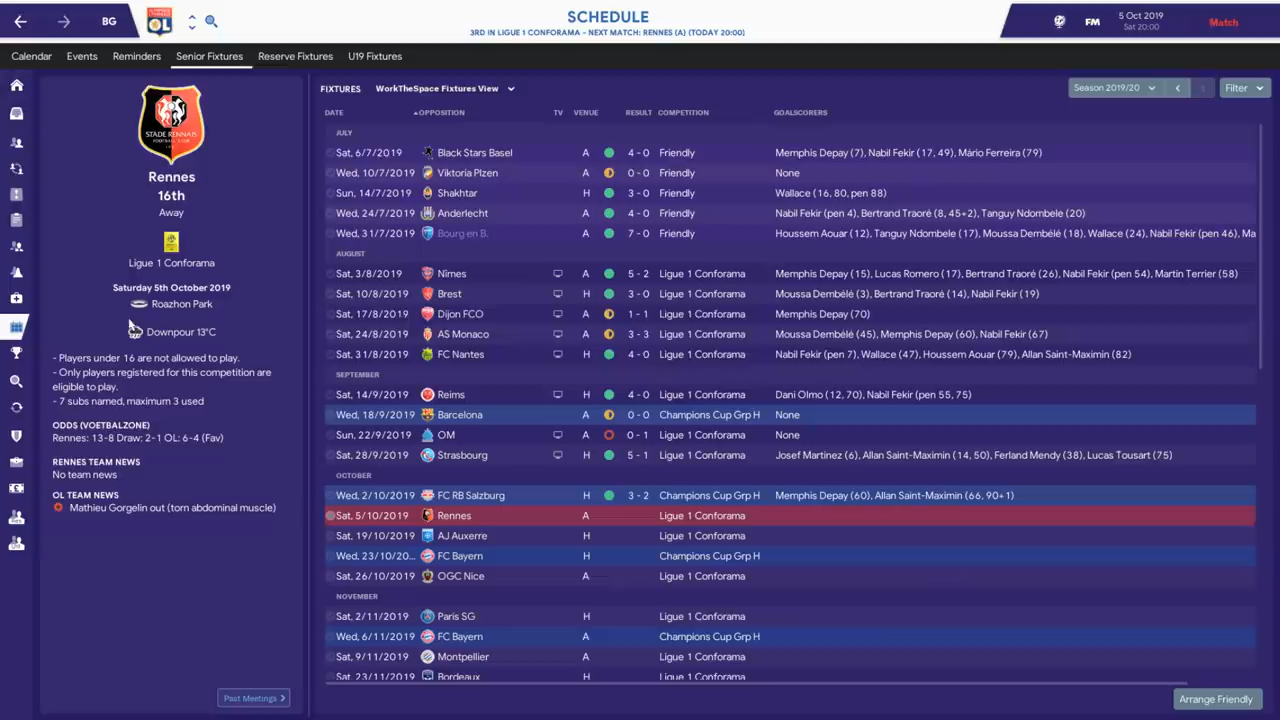 BG
OL
SCHEDULE
3RD IN LIGUE 1 CONFORAMA - NEXT MATCH: RENNES (A) (TODAY 20:00)
FM
5 Oct 2019
Sat 20:00
Match
Calendar
Events
Reminders
Senior Fixtures
Reserve Fixtures
U19 Fixtures
STADE RENNAIS
FOOTBALL CLUB
Rennes
16th
Away
Ligue 1 Conforama
Saturday 5th October 2019
Roazhon Park
Downpour 13°C
- Players under 16 are not allowed to play.
- Only players registered for this competition are
eligible to play.
- 7 subs named, maximum 3 used
ODDS (VOETBALZONE)
Rennes: 13-8 Draw: 2-1 OL: 6-4 (Fav)
RENNES TEAM NEWS
No team news
OL TEAM NEWS
Mathieu Gorgelin out (torn abdominal muscle)
Past Meetings
FIXTURES WorkTheSpace Fixtures View
Season 2019/20
Filter
DATE OPPOSITION TV VENUE RESULT COMPETITION GOALSCORERS
JULY
Sat, 6/7/2019 Black Stars Basel A 4 - 0 Friendly Memphis Depay (7), Nabil Fekir (17, 49), Mário Ferreira (79)
Wed, 10/7/2019 Viktoria Plzen A 0 - 0 Friendly None
Sun, 14/7/2019 Shakhtar H 3 - 0 Friendly Wallace (16, 80, pen 88)
Wed, 24/7/2019 Anderlecht A 4 - 0 Friendly Nabil Fekir (pen 4), Bertrand Traoré (8, 45+2), Tanguy Ndombele (20)
Wed, 31/7/2019 Bourg en B. A 7 - 0 Friendly Houssem Aouar (12), Tanguy Ndombele (17), Moussa Dembélé (18), Wallace (24), Nabil Fekir (pen 46), Ma
AUGUST
Sat, 3/8/2019 Nîmes A 5 - 2 Ligue 1 Conforama Memphis Depay (15), Lucas Romero (17), Bertrand Traoré (26), Nabil Fekir (pen 54), Martin Terrier (58)
Sat, 10/8/2019 Brest H 3 - 0 Ligue 1 Conforama Moussa Dembélé (3), Bertrand Traoré (14), Nabil Fekir (19)
Sat, 17/8/2019 Dijon FCO A 1 - 1 Ligue 1 Conforama Memphis Depay (70)
Sat, 24/8/2019 AS Monaco A 3 - 3 Ligue 1 Conforama Moussa Dembélé (45), Memphis Depay (60), Nabil Fekir (67)
Sat, 31/8/2019 FC Nantes H 4 - 0 Ligue 1 Conforama Nabil Fekir (pen 7), Wallace (47), Houssem Aouar (79), Allan Saint-Maximin (82)
SEPTEMBER
Sat, 14/9/2019 Reims H 4 - 0 Ligue 1 Conforama Dani Olmo (12, 70), Nabil Fekir (pen 55, 75)
Wed, 18/9/2019 Barcelona A 0 - 0 Champions Cup Grp H None
Sun, 22/9/2019 OM A 0 - 1 Ligue 1 Conforama None
Sat, 28/9/2019 Strasbourg H 5 - 1 Ligue 1 Conforama Josef Martinez (6), Allan Saint-Maximin (14, 50), Ferland Mendy (38), Lucas Tousart (75)
OCTOBER
Wed, 2/10/2019 FC RB Salzburg H 3 - 2 Champions Cup Grp H Memphis Depay (60), Allan Saint-Maximin (66, 90+1)
Sat, 5/10/2019 Rennes A Ligue 1 Conforama
Sat, 19/10/2019 AJ Auxerre H Ligue 1 Conforama
Wed, 23/10/20... FC Bayern H Champions Cup Grp H
Sat, 26/10/2019 OGC Nice A Ligue 1 Conforama
NOVEMBER
Sat, 2/11/2019 Paris SG H Ligue 1 Conforama
Wed, 6/11/2019 FC Bayern A Champions Cup Grp H
Sat, 9/11/2019 Montpellier A Ligue 1 Conforama
Sat, 23/11/2019 Bordeaux H Ligue 1 Conforama
Arrange Friendly